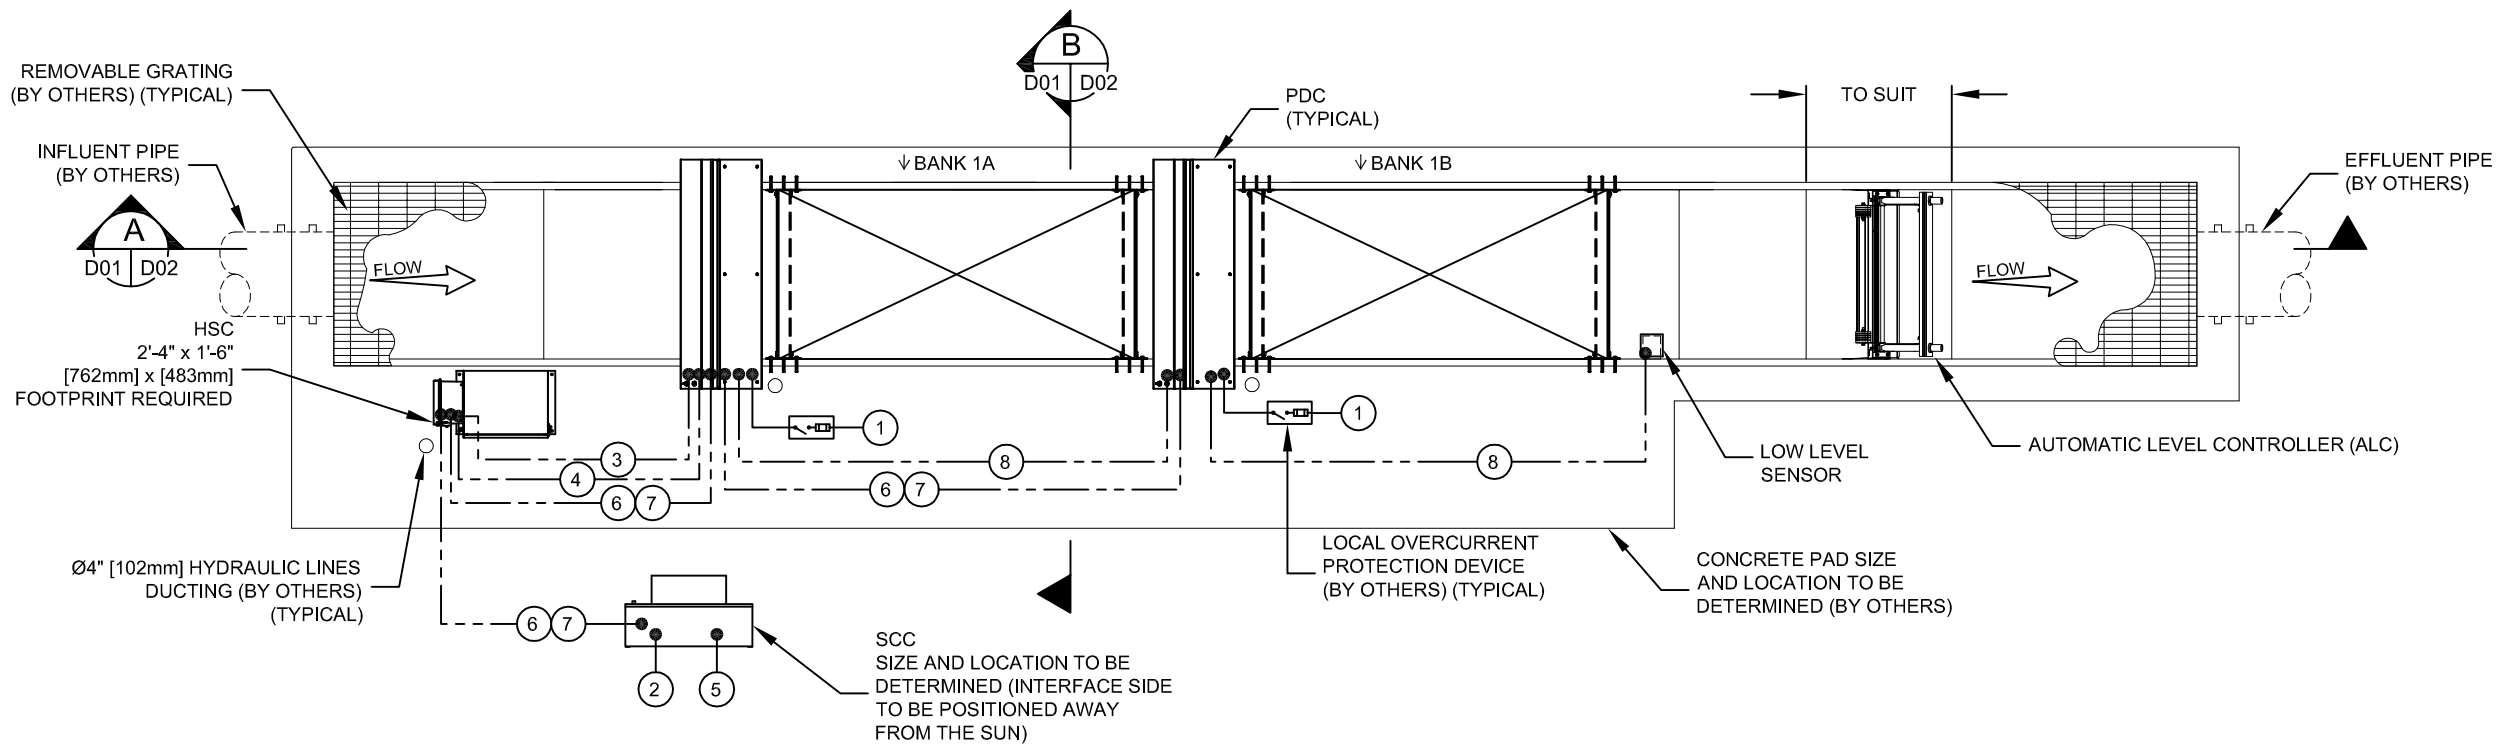 B
D01 D02
REMOVABLE GRATING
(BY OTHERS) (TYPICAL)
PDC
(TYPICAL)
TO SUIT
INFLUENT PIPE
(BY OTHERS)
BANK 1A
BANK 1B
EFFLUENT PIPE
(BY OTHERS)
A
D01 D02
FLOW
FLOW
HSC
2'-4" x 1'-6"
[762mm] x [483mm]
FOOTPRINT REQUIRED
1
1
3
4
6 7
8
6 7
8
LOW LEVEL
SENSOR
AUTOMATIC LEVEL CONTROLLER (ALC)
Ø4" [102mm] HYDRAULIC LINES
DUCTING (BY OTHERS)
(TYPICAL)
LOCAL OVERCURRENT
PROTECTION DEVICE
(BY OTHERS) (TYPICAL)
CONCRETE PAD SIZE
AND LOCATION TO BE
DETERMINED (BY OTHERS)
6 7
2
5
SCC
SIZE AND LOCATION TO BE
DETERMINED (INTERFACE SIDE
TO BE POSITIONED AWAY
FROM THE SUN)